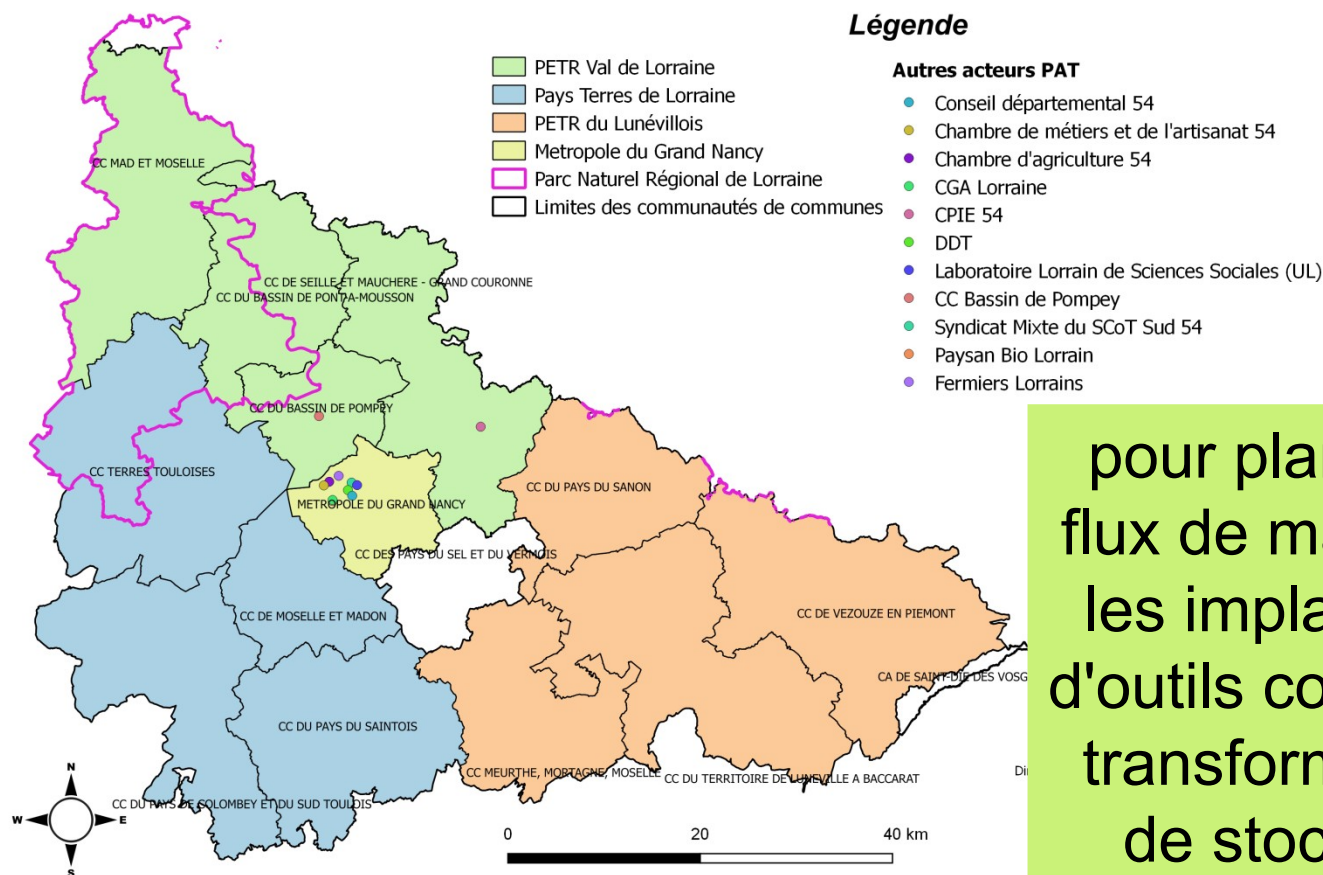 Légende
PETR Val de Lorraine
Pays Terres de Lorraine
PETR du Lunévillois
Metropole du Grand Nancy
Parc Naturel Régional de Lorraine
Limites des communautés de communes
Autres acteurs PAT
Conseil départemental 54
Chambre de métiers et de l'artisanat 54
Chambre d'agriculture 54
CGA Lorraine
CPIE 54
DDT
Laboratoire Lorrain de Sciences Sociales (UL)
CC Bassin de Pompey
Syndicat Mixte du SCoT Sud 54
Paysan Bio Lorrain
Fermiers Lorrains
CC MAD ET MOSELLE
CC DE SEILLE ET MAUCHERE - GRAND COURONNE
CC DU BASSIN DE PONT-A-MOUSSON
CC DU BASSIN DE POMPEY
CC TERRES TOULOISES
METROPOLE DU GRAND NANCY
CC DU PAYS DU SANON
CC DES PAYS DU SEL ET DU VERMOIS
CC DE MOSELLE ET MADON
CC DE VEZOUZE EN PIEMONT
CA DE SAINT-DIE DES VOSG
CC DU PAYS DU SAINTOIS
CC MEURTHE, MORTAGNE, MOSELLE
CC DU TERRITOIRE DE LUNEVILLE A BACCARAT
CC DU PAYS DE COLOMBEY ET DU SUD TOULOIS
N
W
E
S
0 20 40 km
pour pla
flux de m
les impla
d'outils co
transform
de stoc